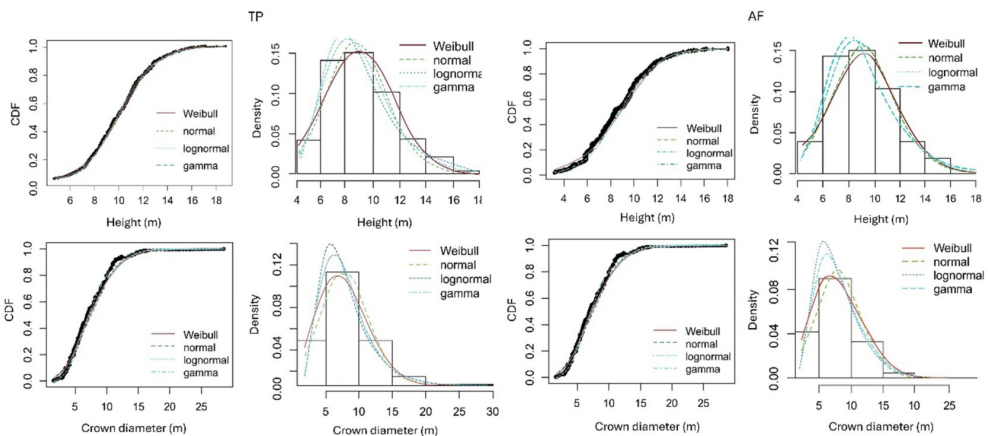 TP
AF
CDF
1.0
0.8
0.6
0.4
0.2
0.0
Weibull
normal
lognormal
gamma
6 8 10 12 14 16 18
Height (m)
Density
0.15
0.10
0.05
0.00
Weibull
normal
lognorma
gamma
4 6 8 10 12 14 16 18
Height (m)
CDF
1.0
0.8
0.6
0.4
0.2
0.0
Weibull
normal
lognormal
gamma
4 6 8 10 12 14 16 18
Height (m)
Density
0.15
0.10
0.05
0.00
Weibull
normal
lognormal
gamma
4 6 8 10 12 14 16 18
Height (m)
CDF
1.0
0.8
0.6
0.4
0.2
0.0
Weibull
normal
lognormal
gamma
5 10 15 20 25
Crown diameter (m)
Density
0.12
0.08
0.04
0.00
Weibull
normal
lognormal
gamma
5 10 15 20 25 30
Crown diameter (m)
CDF
1.0
0.8
0.6
0.4
0.2
0.0
Weibull
normal
lognormal
gamma
5 10 15 20 25
Crown diameter (m)
Density
0.12
0.08
0.04
0.00
Weibull
normal
lognormal
gamma
5 10 15 20 25
Crown diameter (m)